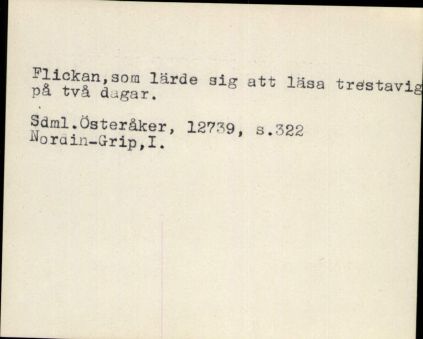 Flickan,som lärde sig att läsa trestavig
på två dagar.
Sdml.Österåker, 12739, s.322
Nordin-Grip,I.